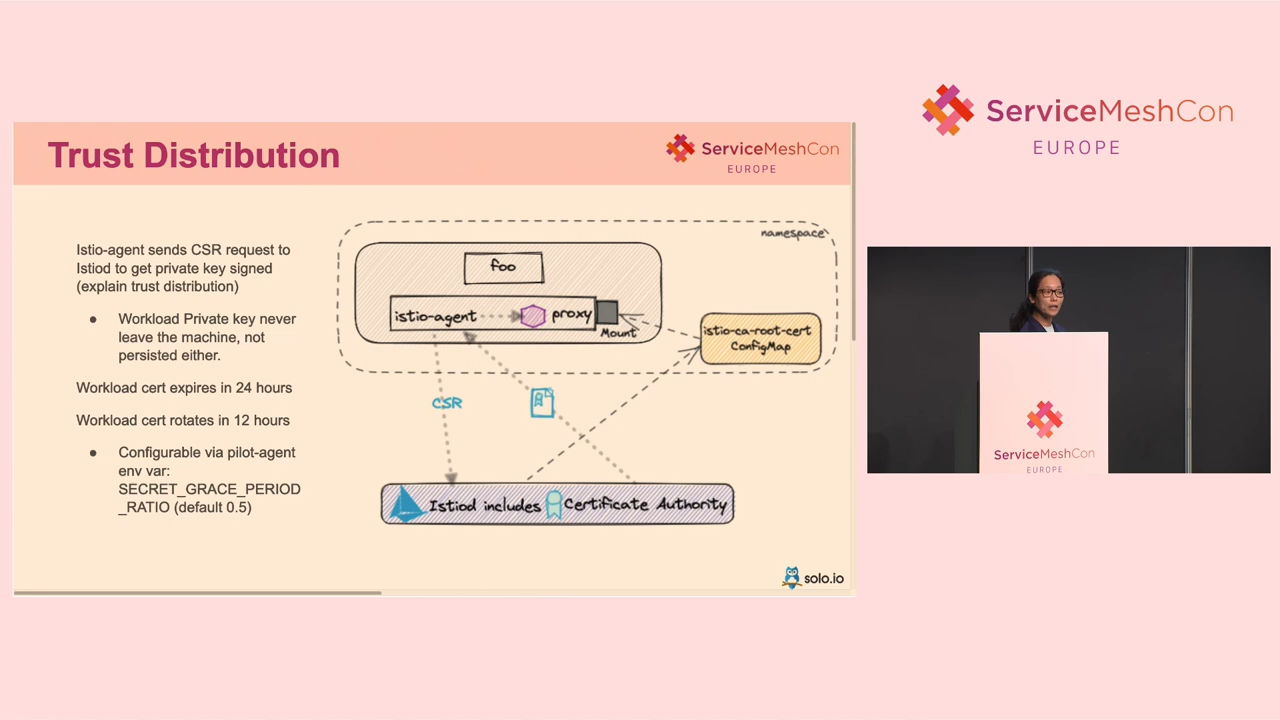 Trust Distribution
ServiceMeshCon
EUROPE
Istio-agent sends CSR request to
Istiod to get private key signed
(explain trust distribution)
● Workload Private key never
leave the machine, not
persisted either.
Workload cert expires in 24 hours
Workload cert rotates in 12 hours
● Configurable via pilot-agent
env var:
SECRET_GRACE_PERIOD
_RATIO (default 0.5)
namespace
foo
istio-agent
proxy
Mount
istio-ca-root-cert
ConfigMap
CSR
Istiod includes Certificate Authority
solo.io
ServiceMeshCon
EUROPE
ServiceMeshCon
EUROPE